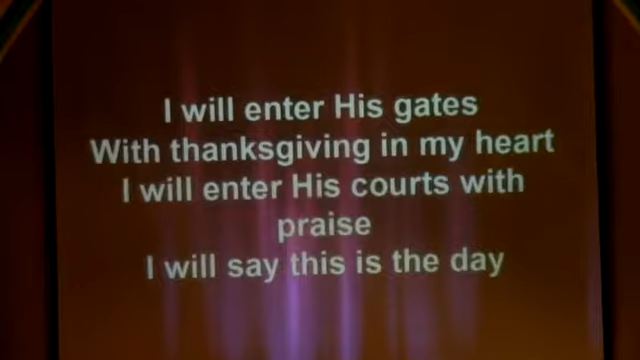 I will enter His gates
With thanksgiving in my heart
I will enter His courts with
praise
I will say this is the day